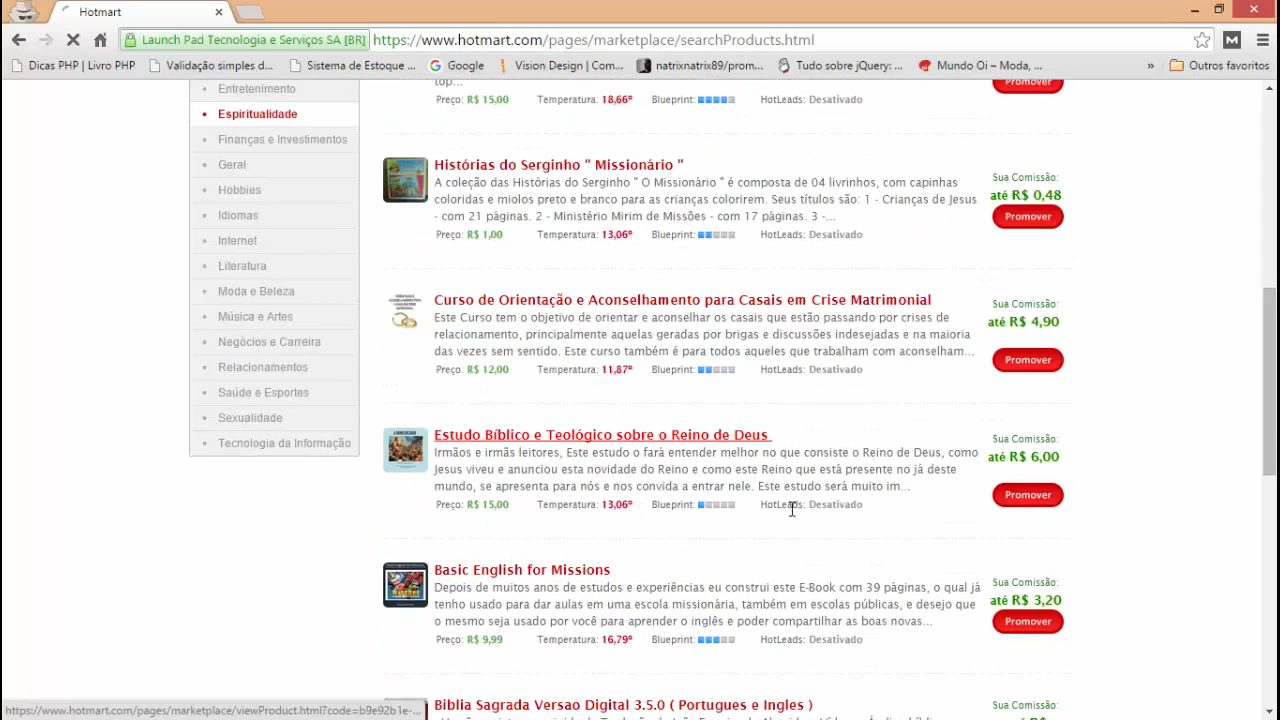 Hotmart
Launch Pad Tecnologia e Serviços SA [BR] https://www.hotmart.com/pages/marketplace/searchProducts.html
Dicas PHP | Livro PHP Validação simples d... Sistema de Estoque ... Google Vision Design | Com... natrixnatrix89/prom... Tudo sobre jQuery: ... Mundo Oi – Moda, ... » Outros favoritos
Entretenimento
Espiritualidade
Finanças e Investimentos
Geral
Hobbies
Idiomas
Internet
Literatura
Moda e Beleza
Música e Artes
Negócios e Carreira
Relacionamentos
Saúde e Esportes
Sexualidade
Tecnologia da Informação
top...
Preço: R$ 15,00 Temperatura: 18,66º Blueprint: HotLeads: Desativado
Promover
Histórias do Serginho " Missionário "
A coleção das Histórias do Serginho " O Missionário " é composta de 04 livrinhos, com capinhas
coloridas e miolos preto e branco para as crianças colorirem. Seus títulos são: 1 - Crianças de Jesus
- com 21 páginas. 2 - Ministério Mirim de Missões - com 17 páginas. 3 -...
Preço: R$ 1,00 Temperatura: 13,06º Blueprint: HotLeads: Desativado
Sua Comissão:
até R$ 0,48
Promover
Curso de Orientação e Aconselhamento para Casais em Crise Matrimonial
Este Curso tem o objetivo de orientar e aconselhar os casais que estão passando por crises de
relacionamento, principalmente aquelas geradas por brigas e discussões indesejadas e na maioria
das vezes sem sentido. Este curso também é para todos aqueles que trabalham com aconselham...
Preço: R$ 12,00 Temperatura: 11,87º Blueprint: HotLeads: Desativado
Sua Comissão:
até R$ 4,90
Promover
Estudo Bíblico e Teológico sobre o Reino de Deus
Irmãos e irmãs leitores, Este estudo o fará entender melhor no que consiste o Reino de Deus, como
Jesus viveu e anunciou esta novidade do Reino e como este Reino que está presente no já deste
mundo, se apresenta para nós e nos convida a entrar nele. Este estudo será muito im...
Preço: R$ 15,00 Temperatura: 13,06º Blueprint: HotLeads: Desativado
Sua Comissão:
até R$ 6,00
Promover
Basic English for Missions
Depois de muitos anos de estudos e experiências eu construi este E-Book com 39 páginas, o qual já
tenho usado para dar aulas em uma escola missionária, também em escolas públicas, e desejo que
o mesmo seja usado por você para aprender o inglês e poder compartilhar as boas novas...
Preço: R$ 9,99 Temperatura: 16,79º Blueprint: HotLeads: Desativado
Sua Comissão:
até R$ 3,20
Promover
Biblia Sagrada Versao Digital 3.5.0 ( Portugues e Ingles )
Sua Comissão:
https://www.hotmart.com/pages/marketplace/viewProduct.html?code=b9e92b1e-...